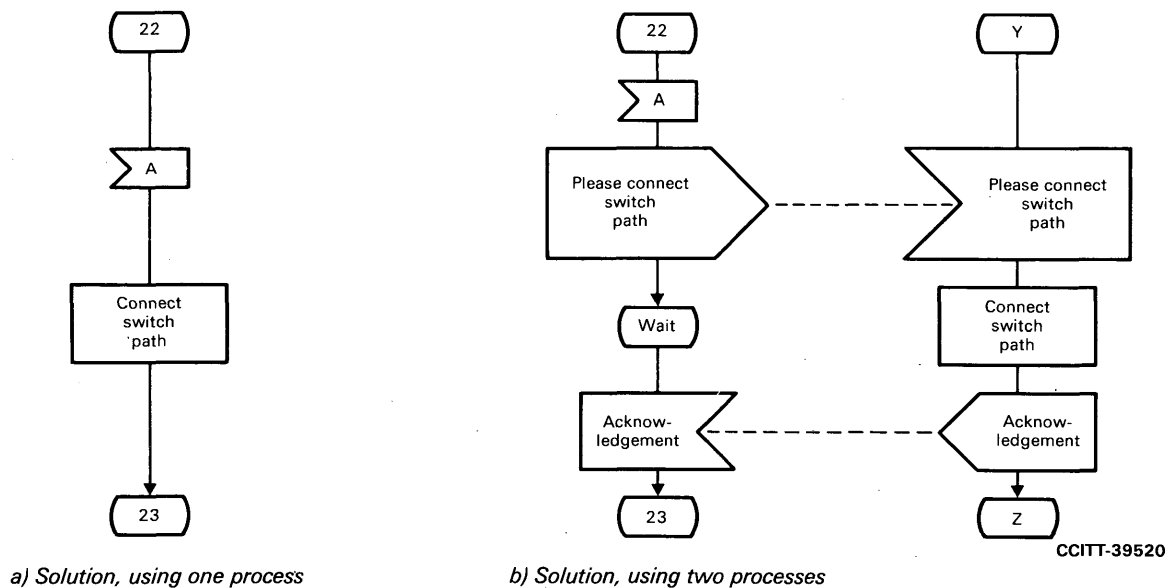 22
A
Connect
switch
path
23
a) Solution, using one process
22
A
Please connect
switch
path
Wait
Acknow-
ledgement
23
Y
Please connect
switch
path
Connect
switch
path
Acknow-
ledgement
Z
CCITT-39520
b) Solution, using two processes